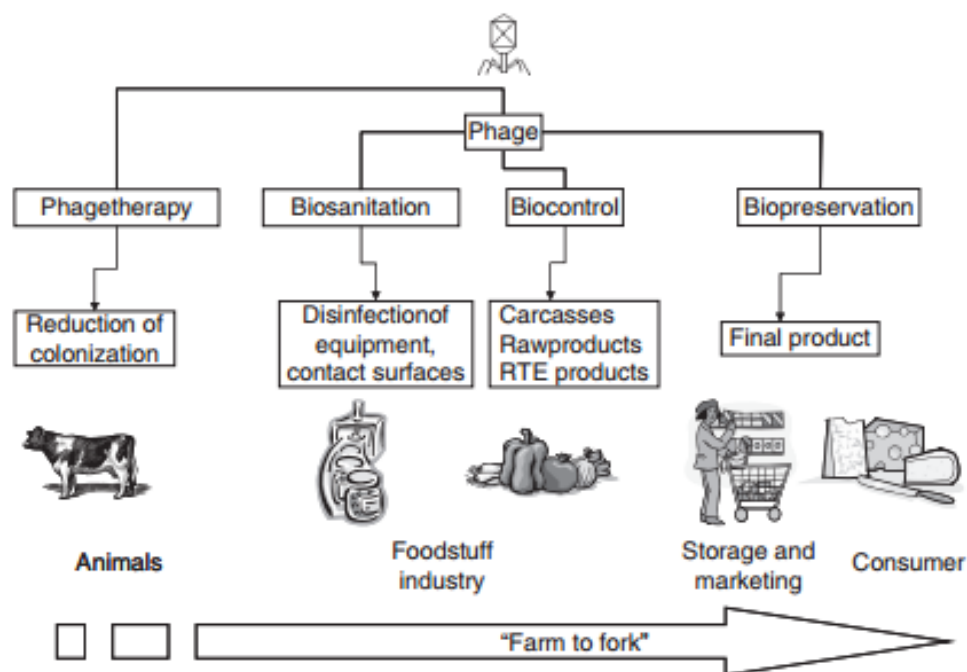 Phage
Phagetherapy
Biosanitation
Biocontrol
Biopreservation
Reduction of
colonization
Disinfectionof
equipment,
contact surfaces
Carcasses
Rawproducts
RTE products
Final product
Animals
Foodstuff
industry
Storage and
marketing
Consumer
“Farm to fork”